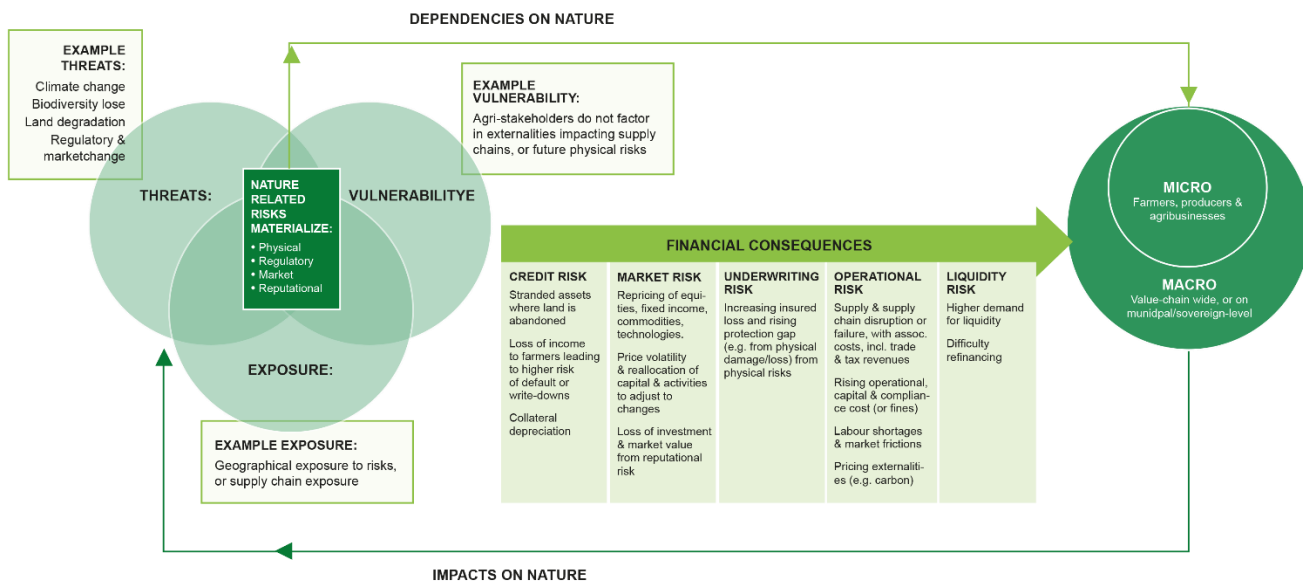 DEPENDENCIES ON NATURE
EXAMPLE
THREATS:
Climate change
Biodiversity lose
Land degradation
Regulatory &
marketchange
EXAMPLE
VULNERABILITY:
Agri-stakeholders do not factor
in externalities impacting supply
chains, or future physical risks
THREATS:
NATURE
RELATED
RISKS
MATERIALIZE:
• Physical
• Regulatory
• Market
• Reputational
VULNERABILITYE
EXPOSURE:
EXAMPLE EXPOSURE:
Geographical exposure to risks,
or supply chain exposure
FINANCIAL CONSEQUENCES
CREDIT RISK
Stranded assets
where land is
abandoned
Loss of income
to farmers leading
to higher risk
of default or
write-downs
Collateral
depreciation
MARKET RISK
Repricing of equi-
ties, fixed income,
commodities,
technologies.
Price volatility
& reallocation of
capital & activities
to adjust to
changes
Loss of investment
& market value
from reputational
risk
UNDERWRITING
RISK
Increasing insured
loss and rising
protection gap
(e.g. from physical
damage/loss) from
physical risks
OPERATIONAL
RISK
Supply & supply
chain disruption or
failure, with assoc.
costs, incl. trade
& tax revenues
Rising operational,
capital & complian-
ce cost (or fines)
Labour shortages
& market frictions
Pricing externaliti-
es (e.g. carbon)
LIQUIDITY
RISK
Higher demand
for liquidity
Difficulty
refinancing
MICRO
Farmers, producers &
agribusinesses
MACRO
Value-chain wide, or on
munidpal/sovereign-level
IMPACTS ON NATURE